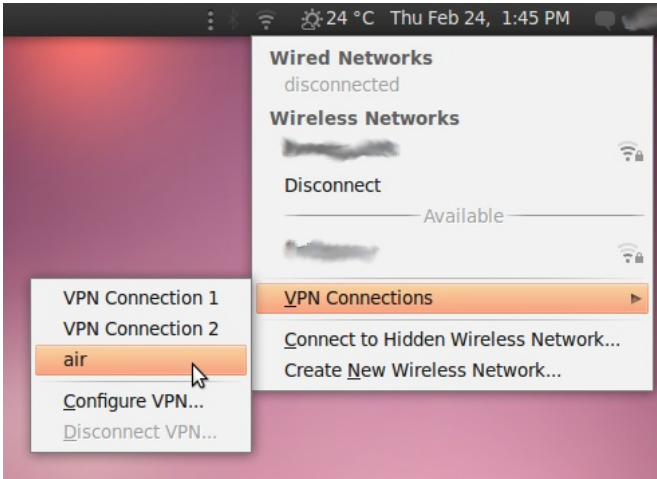 24 °C Thu Feb 24, 1:45 PM
Wired Networks
disconnected
Wireless Networks
Disconnect
Available
VPN Connections
Connect to Hidden Wireless Network...
Create New Wireless Network...
VPN Connection 1
VPN Connection 2
air
Configure VPN...
Disconnect VPN...